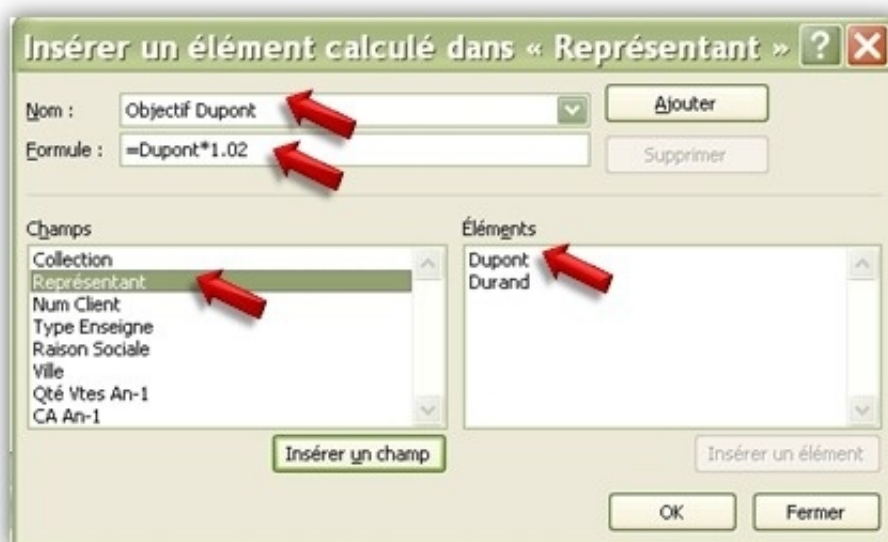 Insérer un élément calculé dans « Représentant »
Nom :
Objectif Dupont
Ajouter
Formule :
=Dupont*1.02
Supprimer
Champs
Collection
Représentant
Num Client
Type Enseigne
Raison Sociale
Ville
Qté Vtes An-1
CA An-1
Éléments
Dupont
Durand
Insérer un champ
Insérer un élément
OK
Fermer